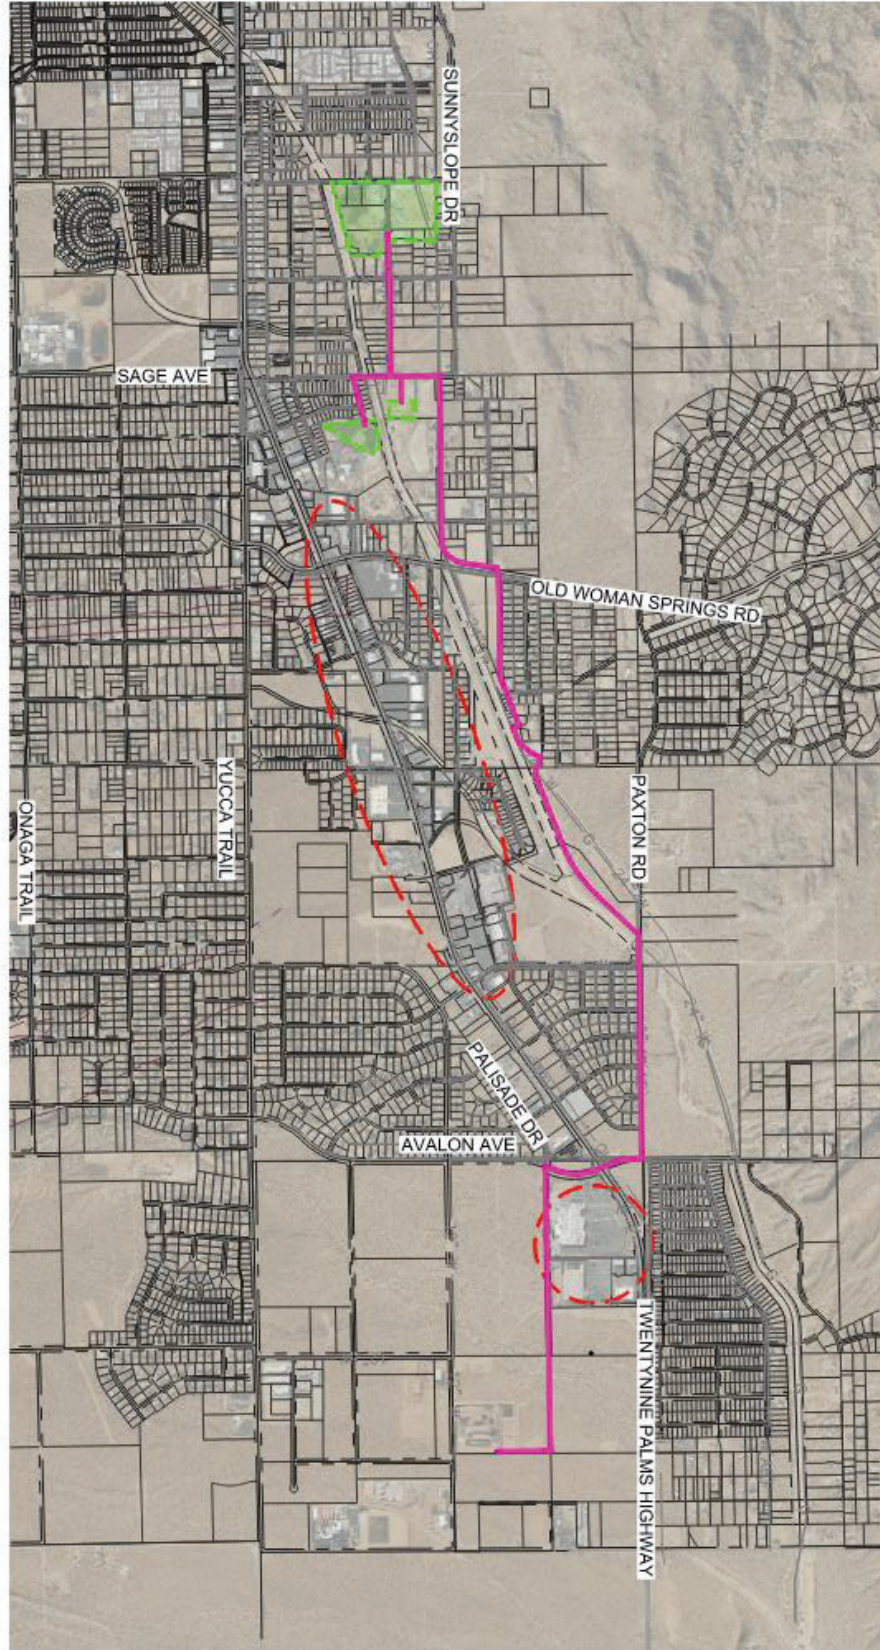 SUNNYSLOPE DR
SAGE AVE
OLD WOMAN SPRINGS RD
YUCCA TRAIL
PAXTON RD
ONAGA TRAIL
PALISADE DR
AVALON AVE
TWENTYNINE PALMS HIGHWAY